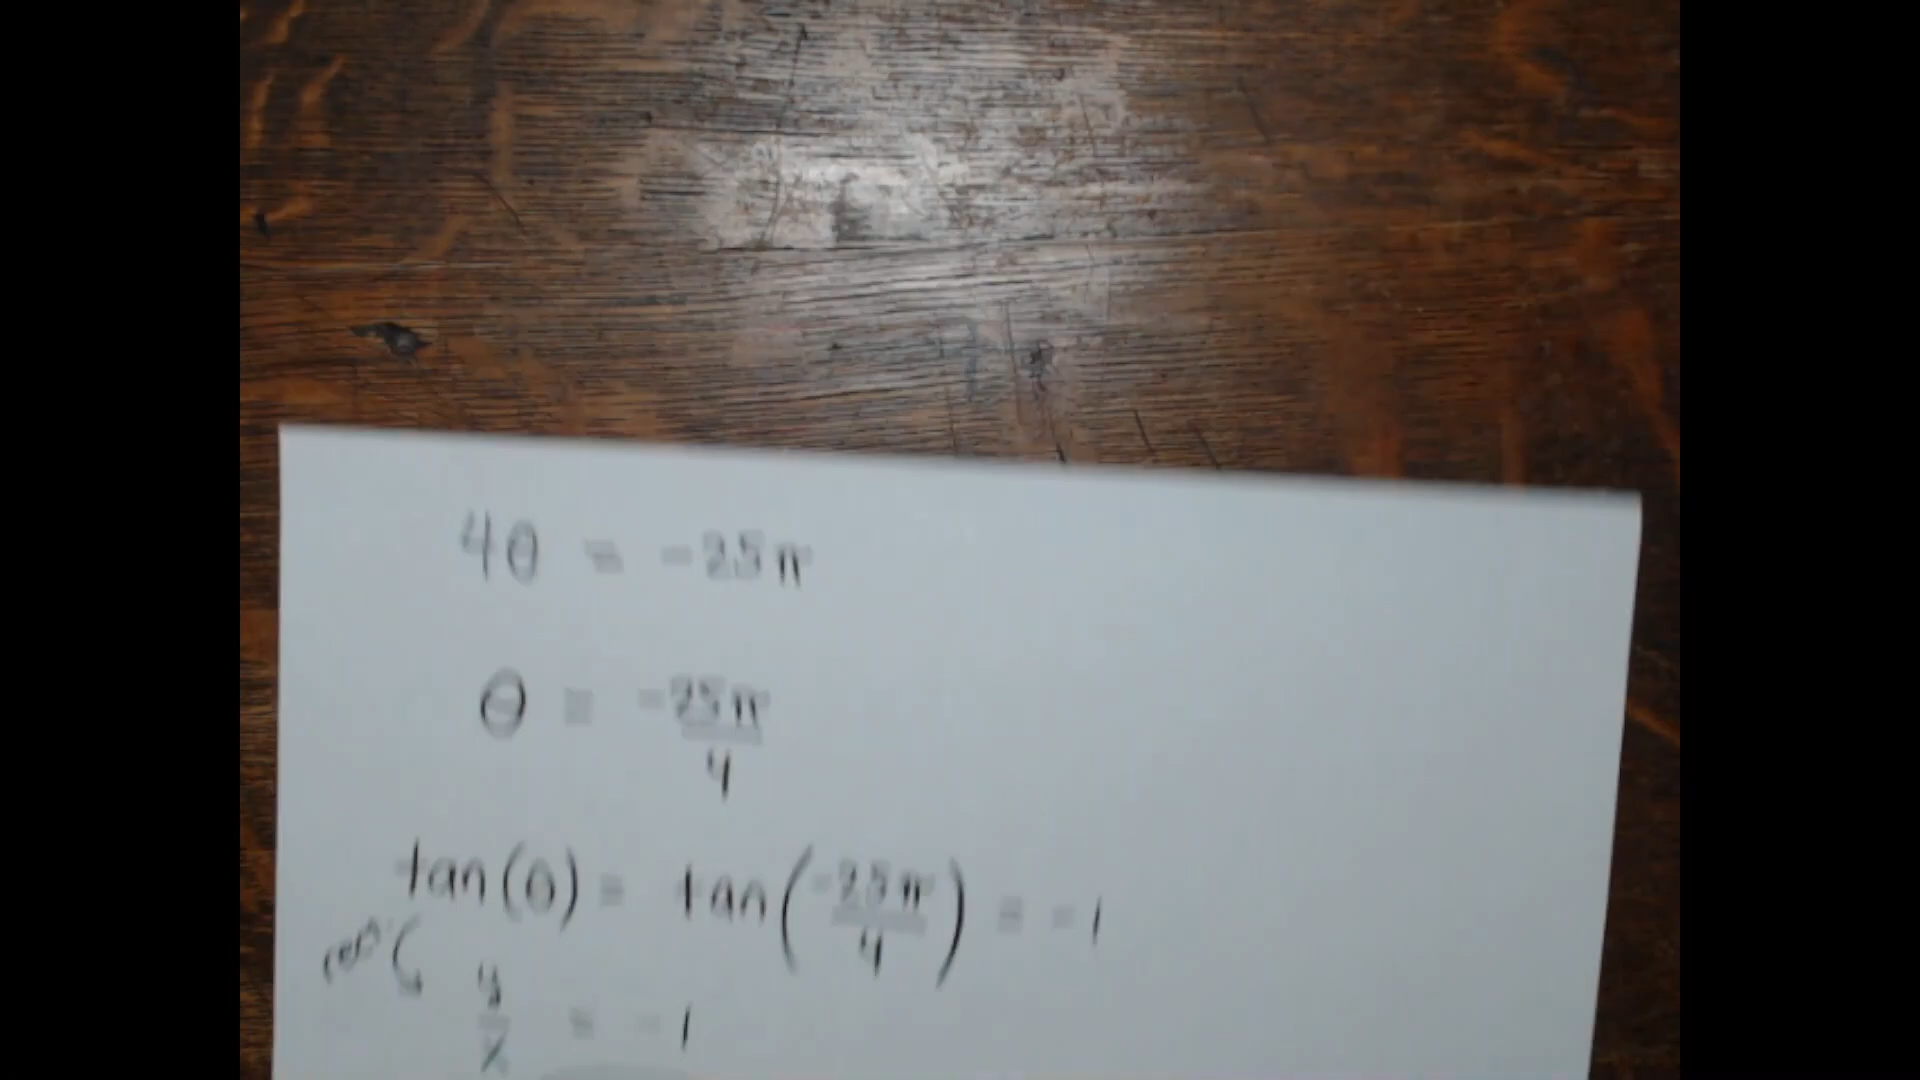 4θ = -25π
θ = -25π/4
tan(θ) = tan(-25π/4) = -1
y/x = -1